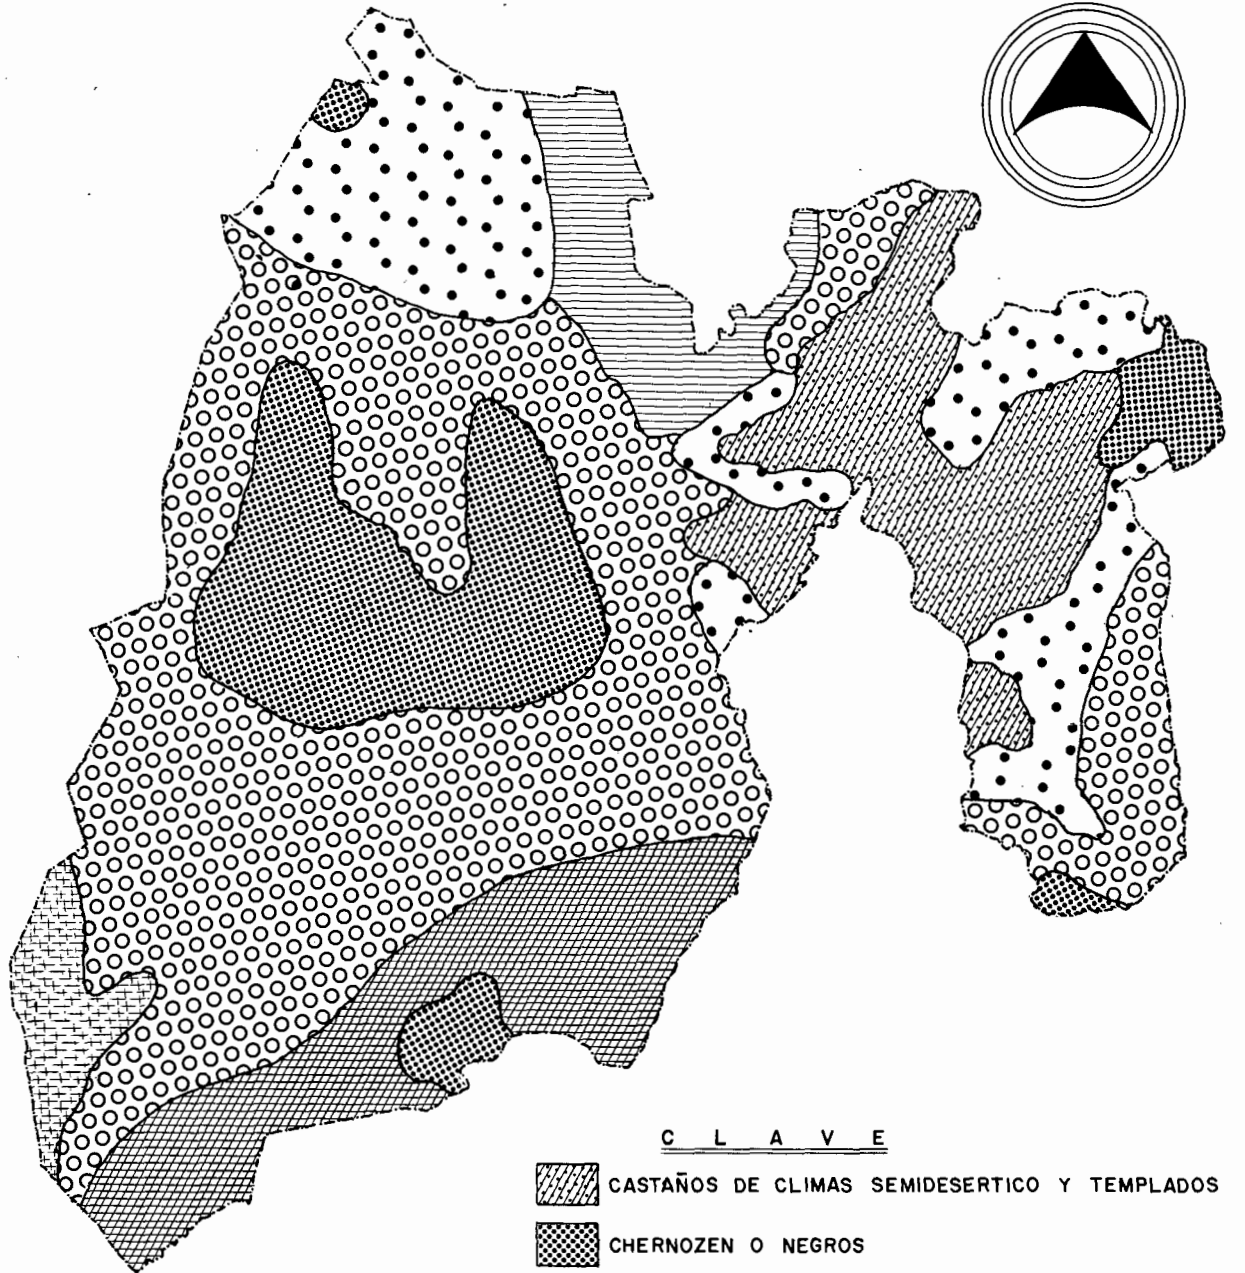 C L A V E
CASTAÑOS DE CLIMAS SEMIDESERTICO Y TEMPLADOS
CHERNOZEN O NEGROS